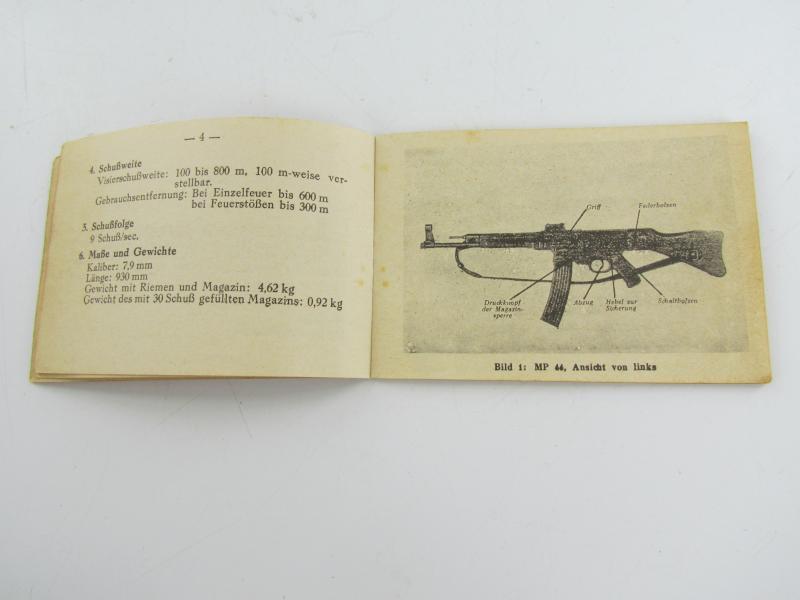 — 4 —
4. Schußweite
Visierschußweite: 100 bis 800 m, 100 m-weise ver-
stellbar.
Gebrauchsentfernung: Bei Einzelfeuer bis 600 m
bei Feuerstößen bis 300 m
5. Schußfolge
9 Schuß/sec.
6. Maße und Gewichte
Kaliber: 7,9 mm
Länge: 930 mm
Gewicht mit Riemen und Magazin: 4,62 kg
Gewicht des mit 30 Schuß gefüllten Magazins: 0,92 kg
Griff
Federbolzen
Druckknopf
der Magazin-
sperre
Abzug
Hebel zur
Sicherung
Schaltbolzen
Bild 1: MP 44, Ansicht von links